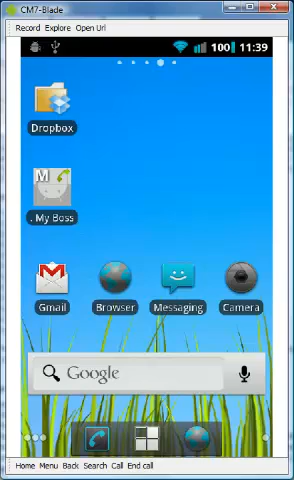 CM7-Blade
Record Explore Open Url
100 11:39
Dropbox
M
. My Boss
Gmail Browser Messaging Camera
Google
Home Menu Back Search Call End call